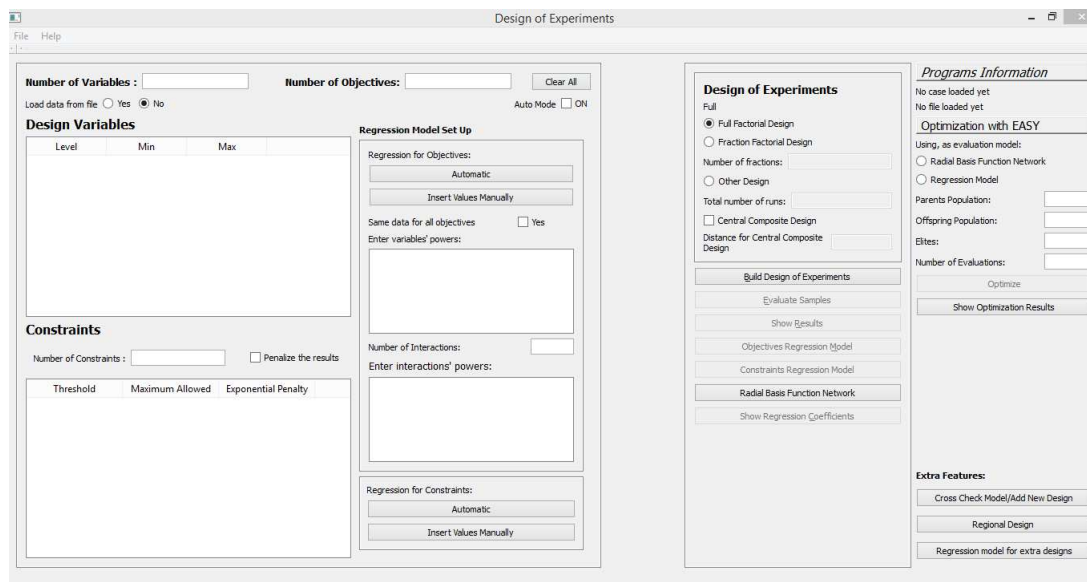 Design of Experiments
File Help
Number of Variables :
Number of Objectives:
Clear All
Load data from file Yes No
Auto Mode ON
Design Variables
Level Min Max
Regression Model Set Up
Regression for Objectives:
Automatic
Insert Values Manually
Same data for all objectives Yes
Enter variables' powers:
Number of Interactions:
Enter interactions' powers:
Constraints
Number of Constraints :
Penalize the results
Threshold Maximum Allowed Exponential Penalty
Regression for Constraints:
Automatic
Insert Values Manually
Design of Experiments
Full
Full Factorial Design
Fraction Factorial Design
Number of fractions:
Other Design
Total number of runs:
Central Composite Design
Distance for Central Composite
Design
Build Design of Experiments
Evaluate Samples
Show Results
Objectives Regression Model
Constraints Regression Model
Radial Basis Function Network
Show Regression Coefficients
Programs Information
No case loaded yet
No file loaded yet
Optimization with EASY
Using, as evaluation model:
Radial Basis Function Network
Regression Model
Parents Population:
Offspring Population:
Elites:
Number of Evaluations:
Optimize
Show Optimization Results
Extra Features:
Cross Check Model/Add New Design
Regional Design
Regression model for extra designs